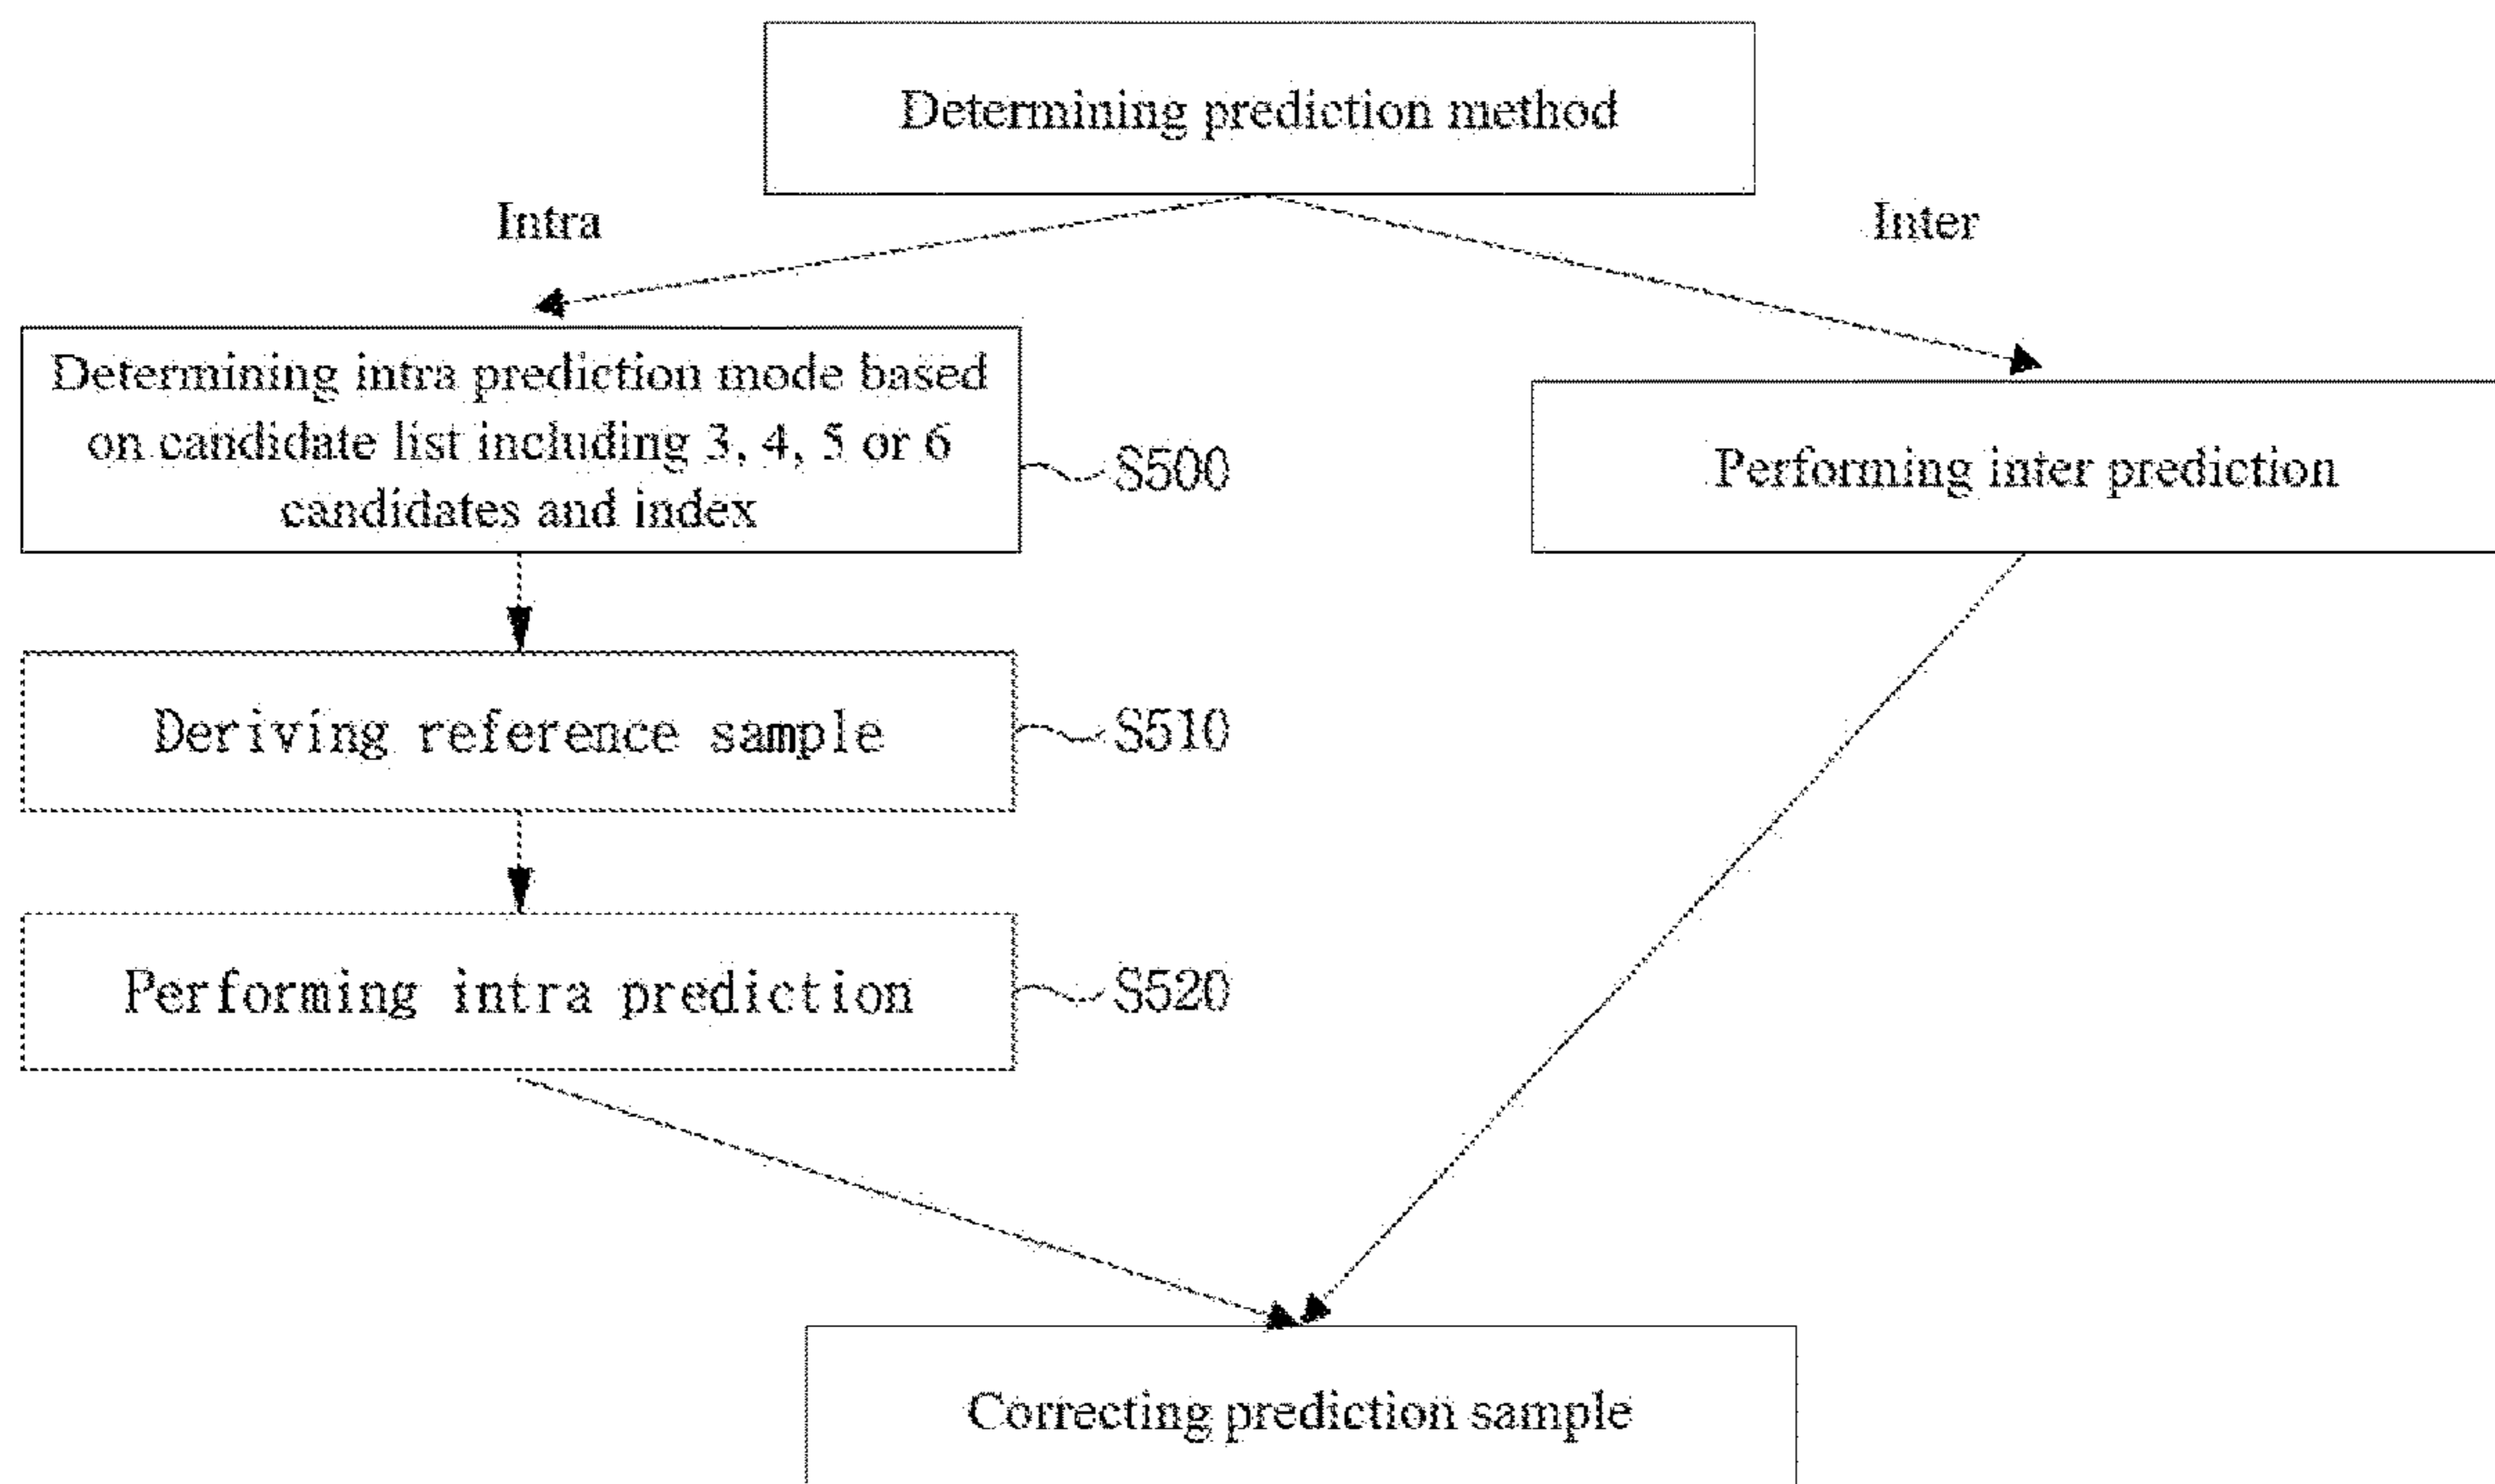 Determining prediction method
Intra
Inter
Determining intra prediction mode based
on candidate list including 3, 4, 5 or 6
candidates and index
S500
Performing inter prediction
Deriving reference sample
S510
Performing intra prediction
S520
Correcting prediction sample